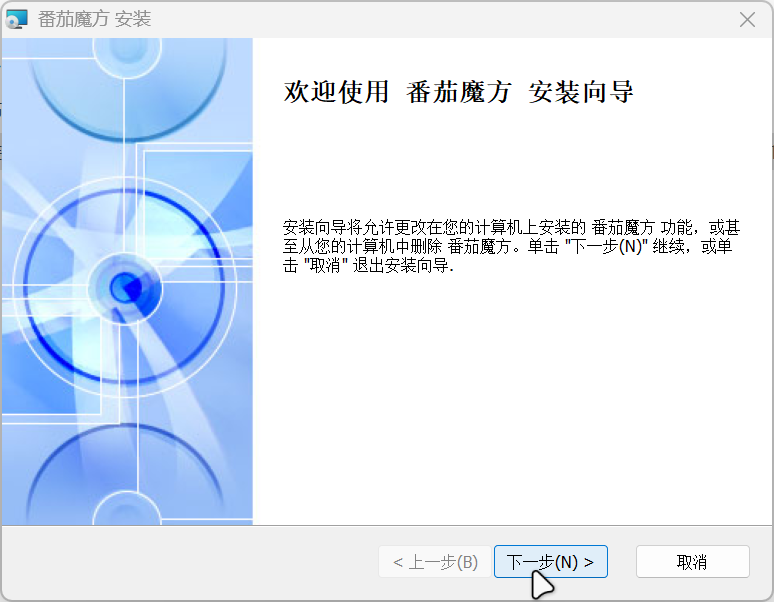 番茄魔方 安装
欢迎使用 番茄魔方 安装向导
安装向导将允许更改在您的计算机上安装的 番茄魔方 功能，或甚
至从您的计算机中删除 番茄魔方。单击 "下一步(N)" 继续，或单
击 "取消" 退出安装向导.
< 上一步(B) 下一步(N) > 取消